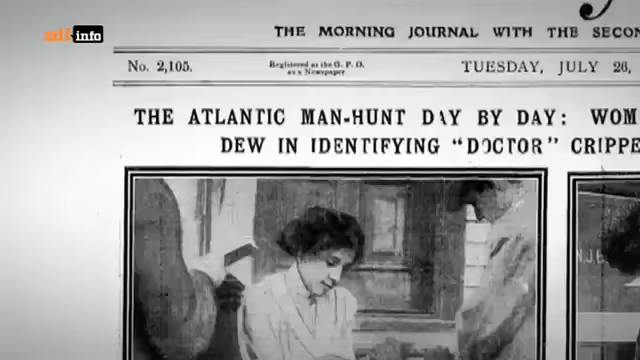 zdf info
THE MORNING JOURNAL WITH THE SECON
No. 2,105.
Registered at the G. P. O.
as a Newspaper
TUESDAY, JULY 26,
THE ATLANTIC MAN-HUNT DAY BY DAY: WOM
DEW IN IDENTIFYING "DOCTOR" CRIPPE